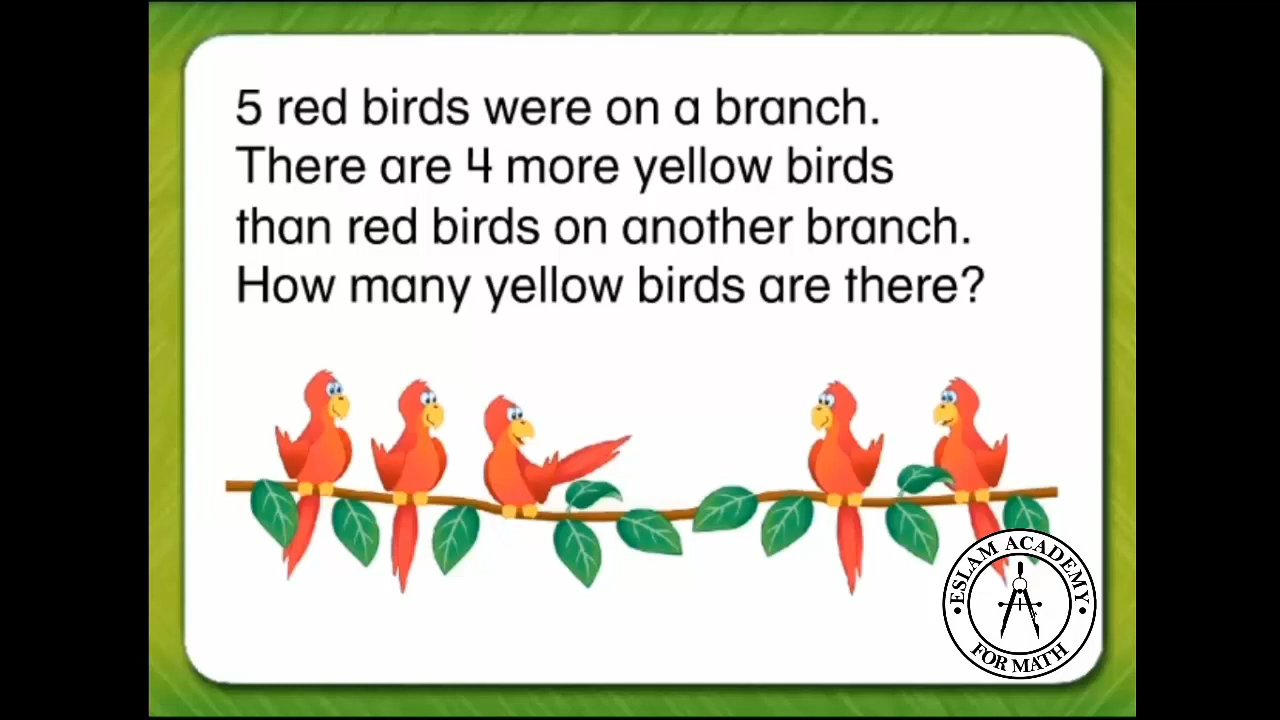 5 red birds were on a branch.
There are 4 more yellow birds
than red birds on another branch.
How many yellow birds are there?
ESLAM ACADEMY
FOR MATH